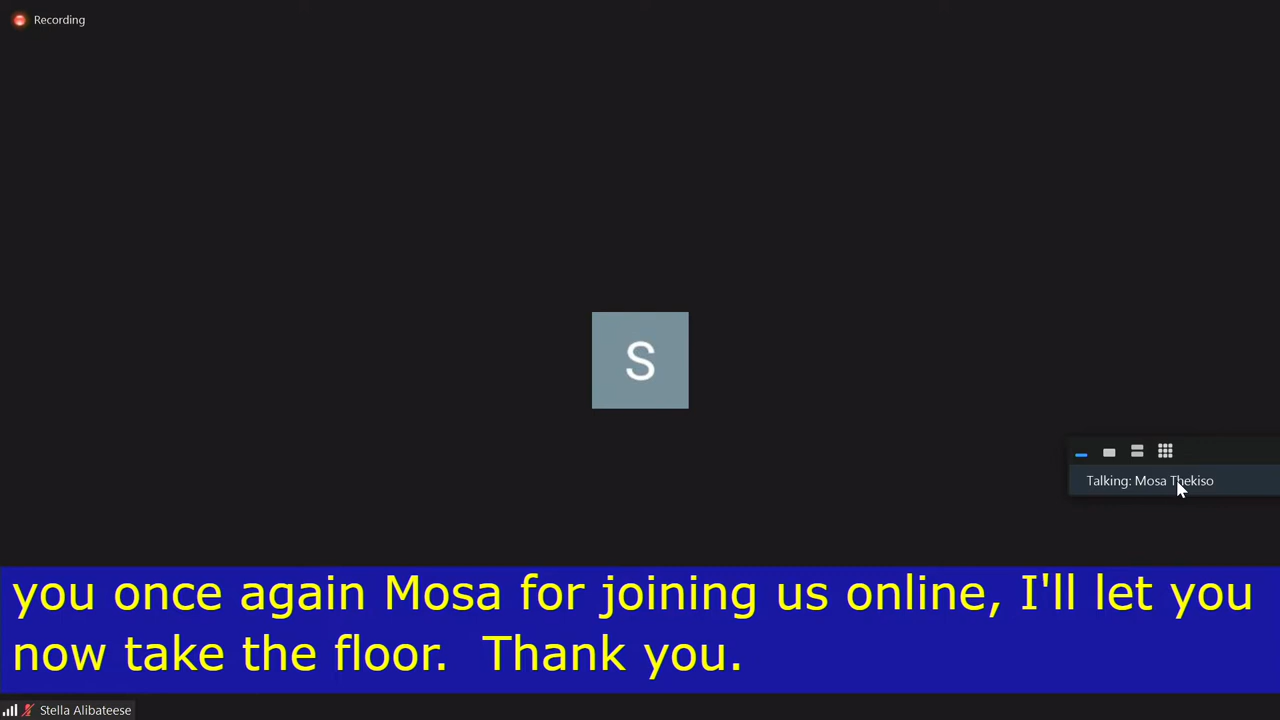 Recording
S
Talking: Mosa Thekiso
you once again Mosa for joining us online, I'll let you
now take the floor.  Thank you.
Stella Alibateese